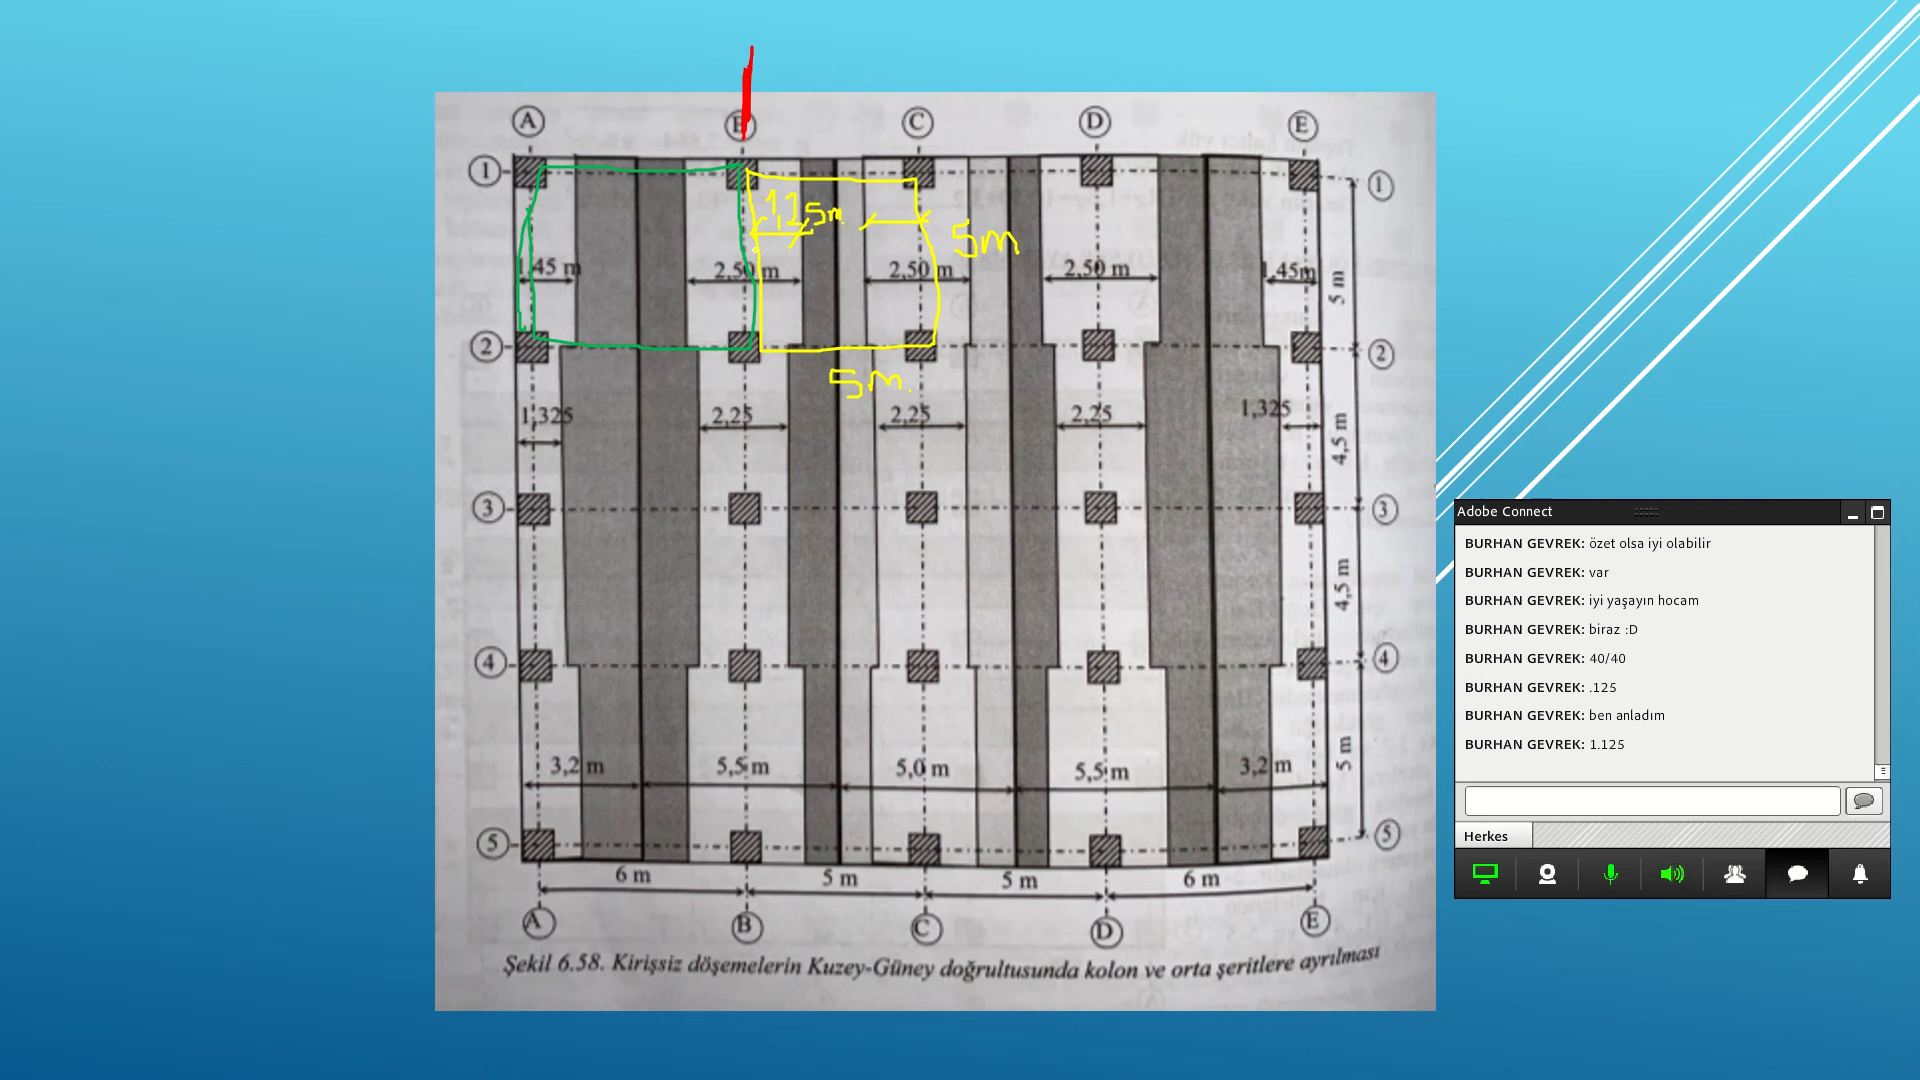 A B C D E
1 1
1,25m.
5m
1,45 m 2,50 m 2,50 m 2,50 m 1,45m
5 m
2 2
5m.
1,325 2,25 2,25 2,25 1,325
4,5 m
3 3
4,5 m
4 4
3,2 m 5,5 m 5,0 m 5,5 m 3,2 m
5 m
5 5
6 m 5 m 5 m 6 m
A B C D E
Şekil 6.58. Kirişsiz döşemelerin Kuzey-Güney doğrultusunda kolon ve orta şeritlere ayrılması
Adobe Connect
BURHAN GEVREK: özet olsa iyi olabilir
BURHAN GEVREK: var
BURHAN GEVREK: iyi yaşayın hocam
BURHAN GEVREK: biraz :D
BURHAN GEVREK: 40/40
BURHAN GEVREK: .125
BURHAN GEVREK: ben anladım
BURHAN GEVREK: 1.125
Herkes